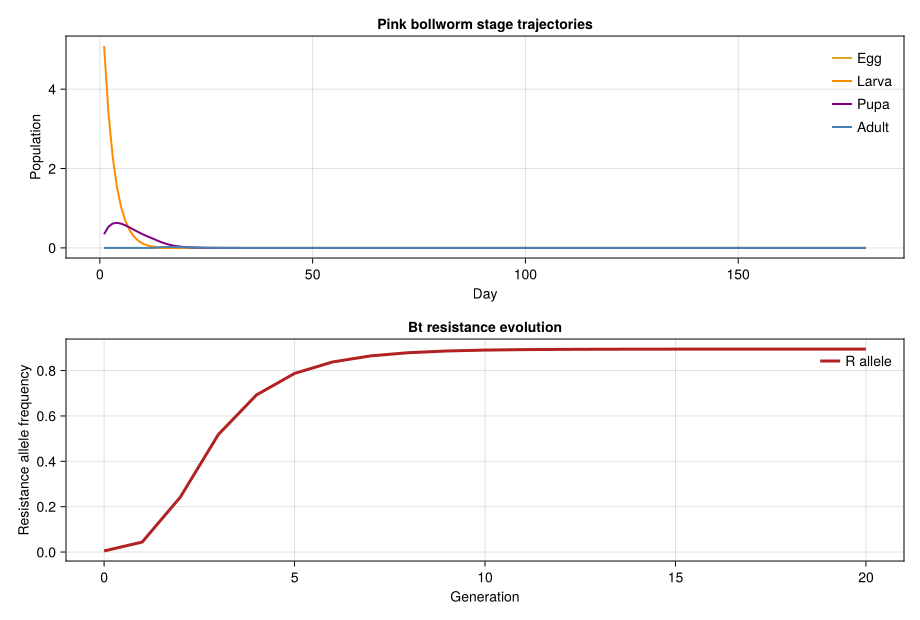 Pink bollworm stage trajectories
Population
4
2
0
Egg
Larva
Pupa
Adult
0 50 100 150
Day
Bt resistance evolution
Resistance allele frequency
0.8
0.6
0.4
0.2
0.0
R allele
0 5 10 15 20
Generation